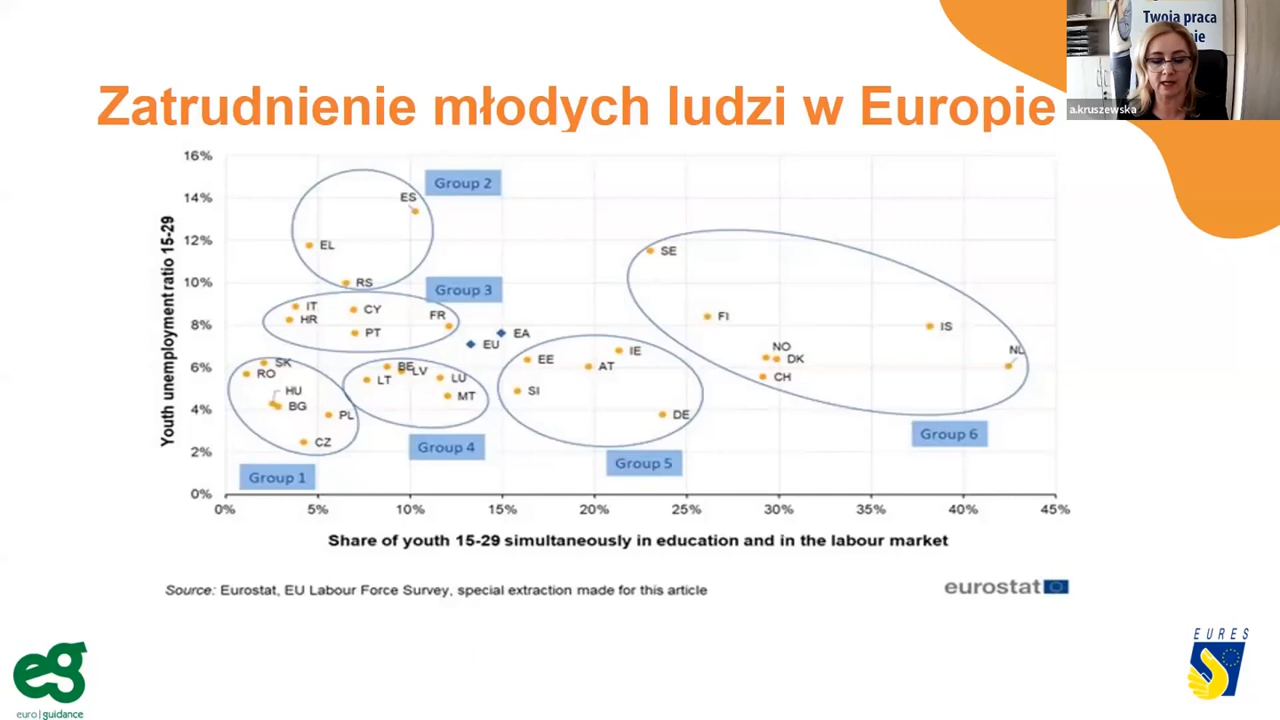 Twoja praca
nie
a.kruszewska
Zatrudnienie młodych ludzi w Europie
16%
14%
12%
10%
8%
6%
4%
2%
0%
Youth unemployment ratio 15-29
Group 2
ES
EL
RS
Group 3
IT
HR
CY
PT
FR
EA
EU
SK
RO
HU
BG
PL
CZ
Group 1
BE
LV
LT
LU
MT
Group 4
EE
IE
AT
SI
DE
Group 5
SE
FI
IS
NO
DK
CH
NL
Group 6
0%
5%
10%
15%
20%
25%
30%
35%
40%
45%
Share of youth 15-29 simultaneously in education and in the labour market
Source: Eurostat, EU Labour Force Survey, special extraction made for this article
eurostat
eg
euro|guidance
EURES